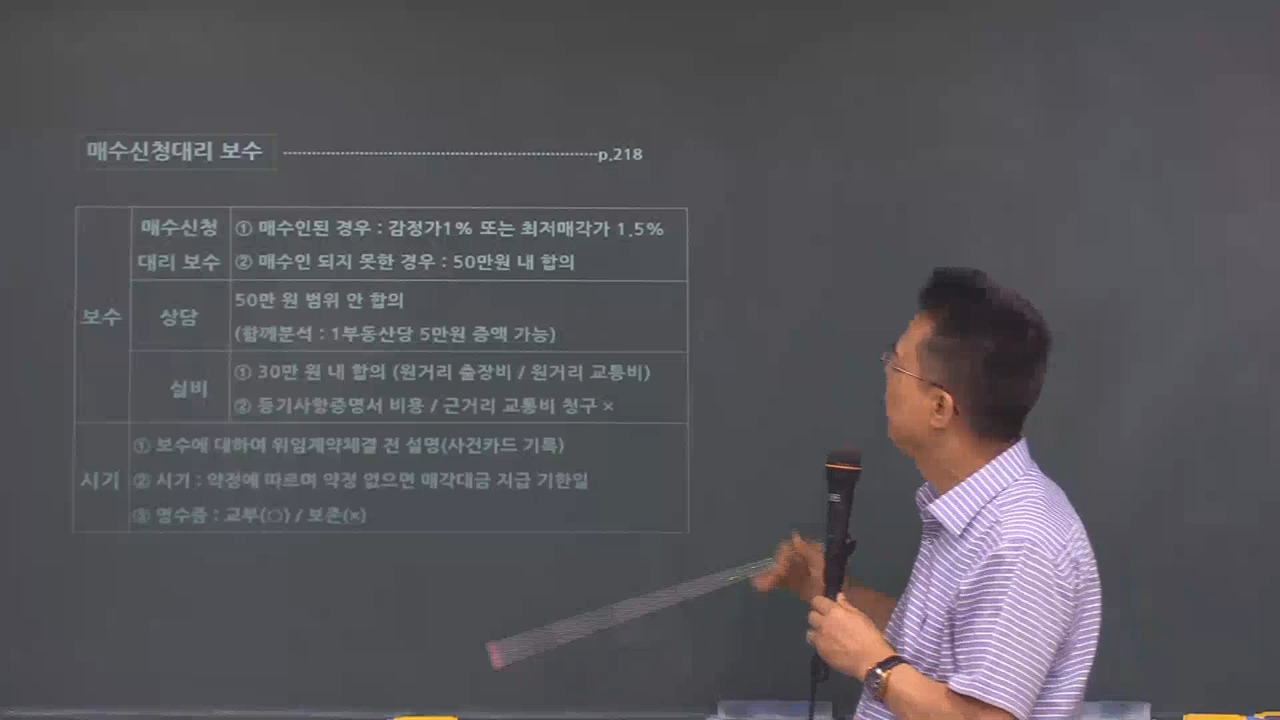 매수신청대리 보수 p.218
매수신청 대리 보수
① 매수인된 경우 : 감정가1% 또는 최저매각가 1.5%
② 매수인 되지 못한 경우 : 50만원 내 합의
보수
상담
50만 원 범위 안 합의
(함께분석 : 1부동산당 5만원 증액 가능)
실비
① 30만 원 내 합의 (원거리 출장비 / 원거리 교통비)
② 등기사항증명서 비용 / 근거리 교통비 청구 ×
시기
① 보수에 대하여 위임계약체결 전 설명(사건카드 기록)
② 시기 : 약정에 따르며 약정 없으면 매각대금 지급 기한일
③ 영수증 : 교부(○) / 보존(×)